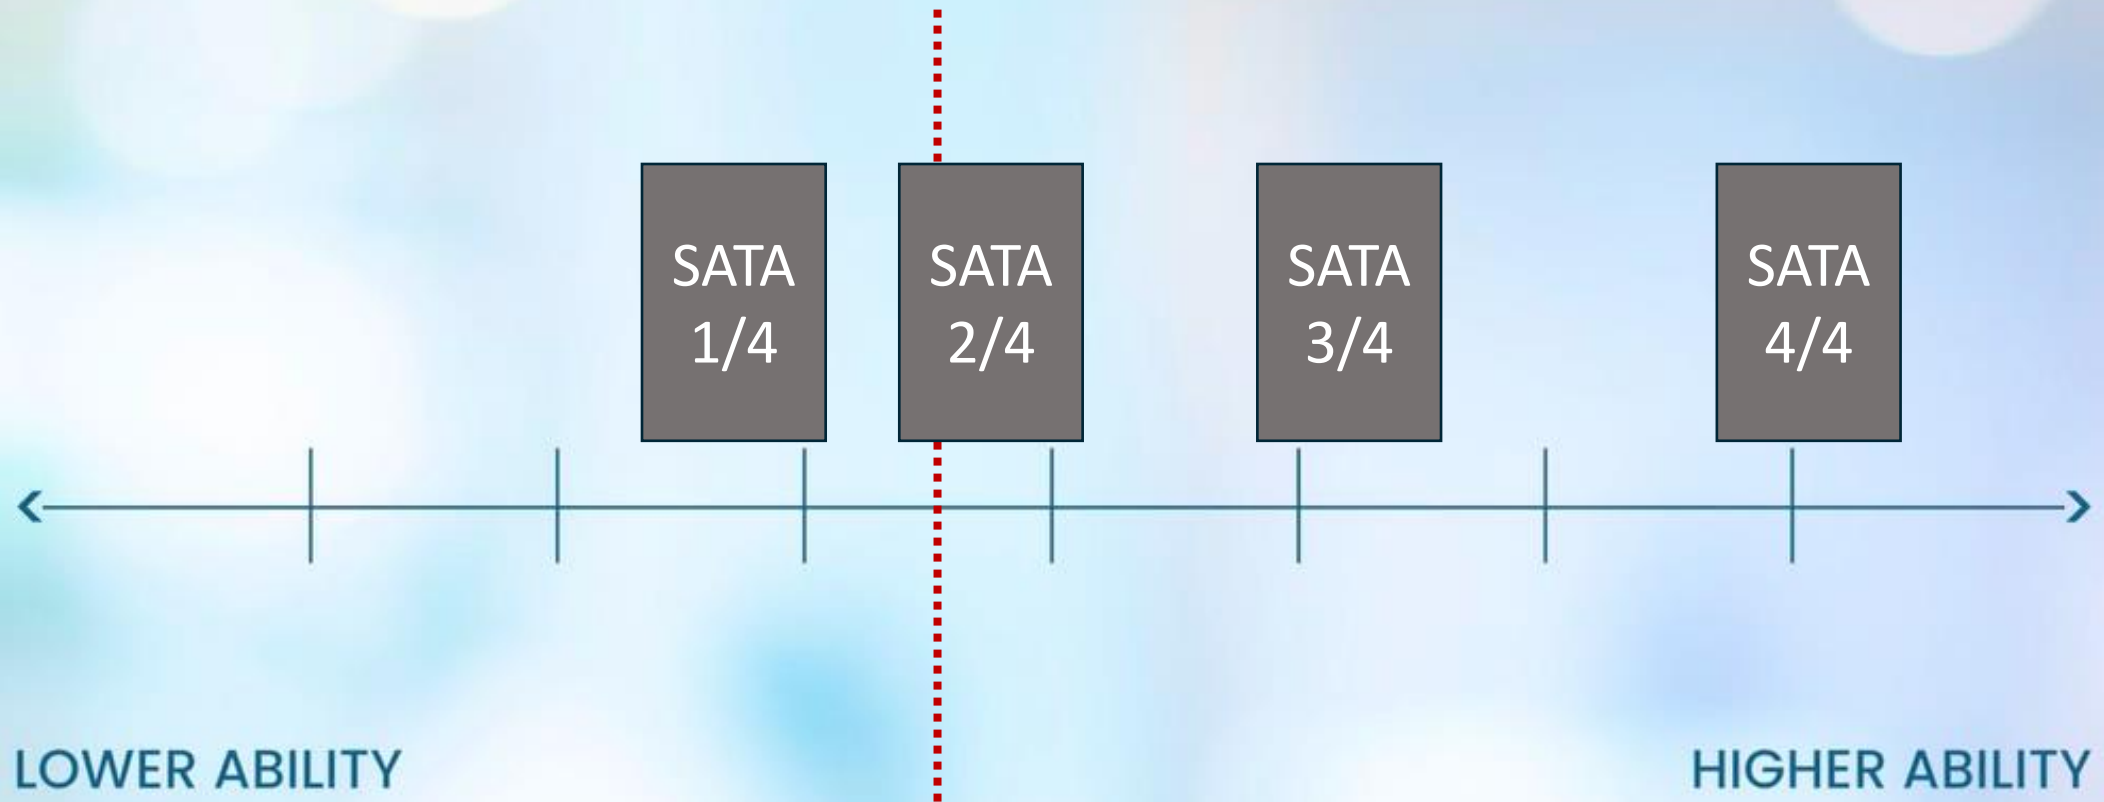 SATA
1/4
SATA
2/4
SATA
3/4
SATA
4/4
LOWER ABILITY
HIGHER ABILITY